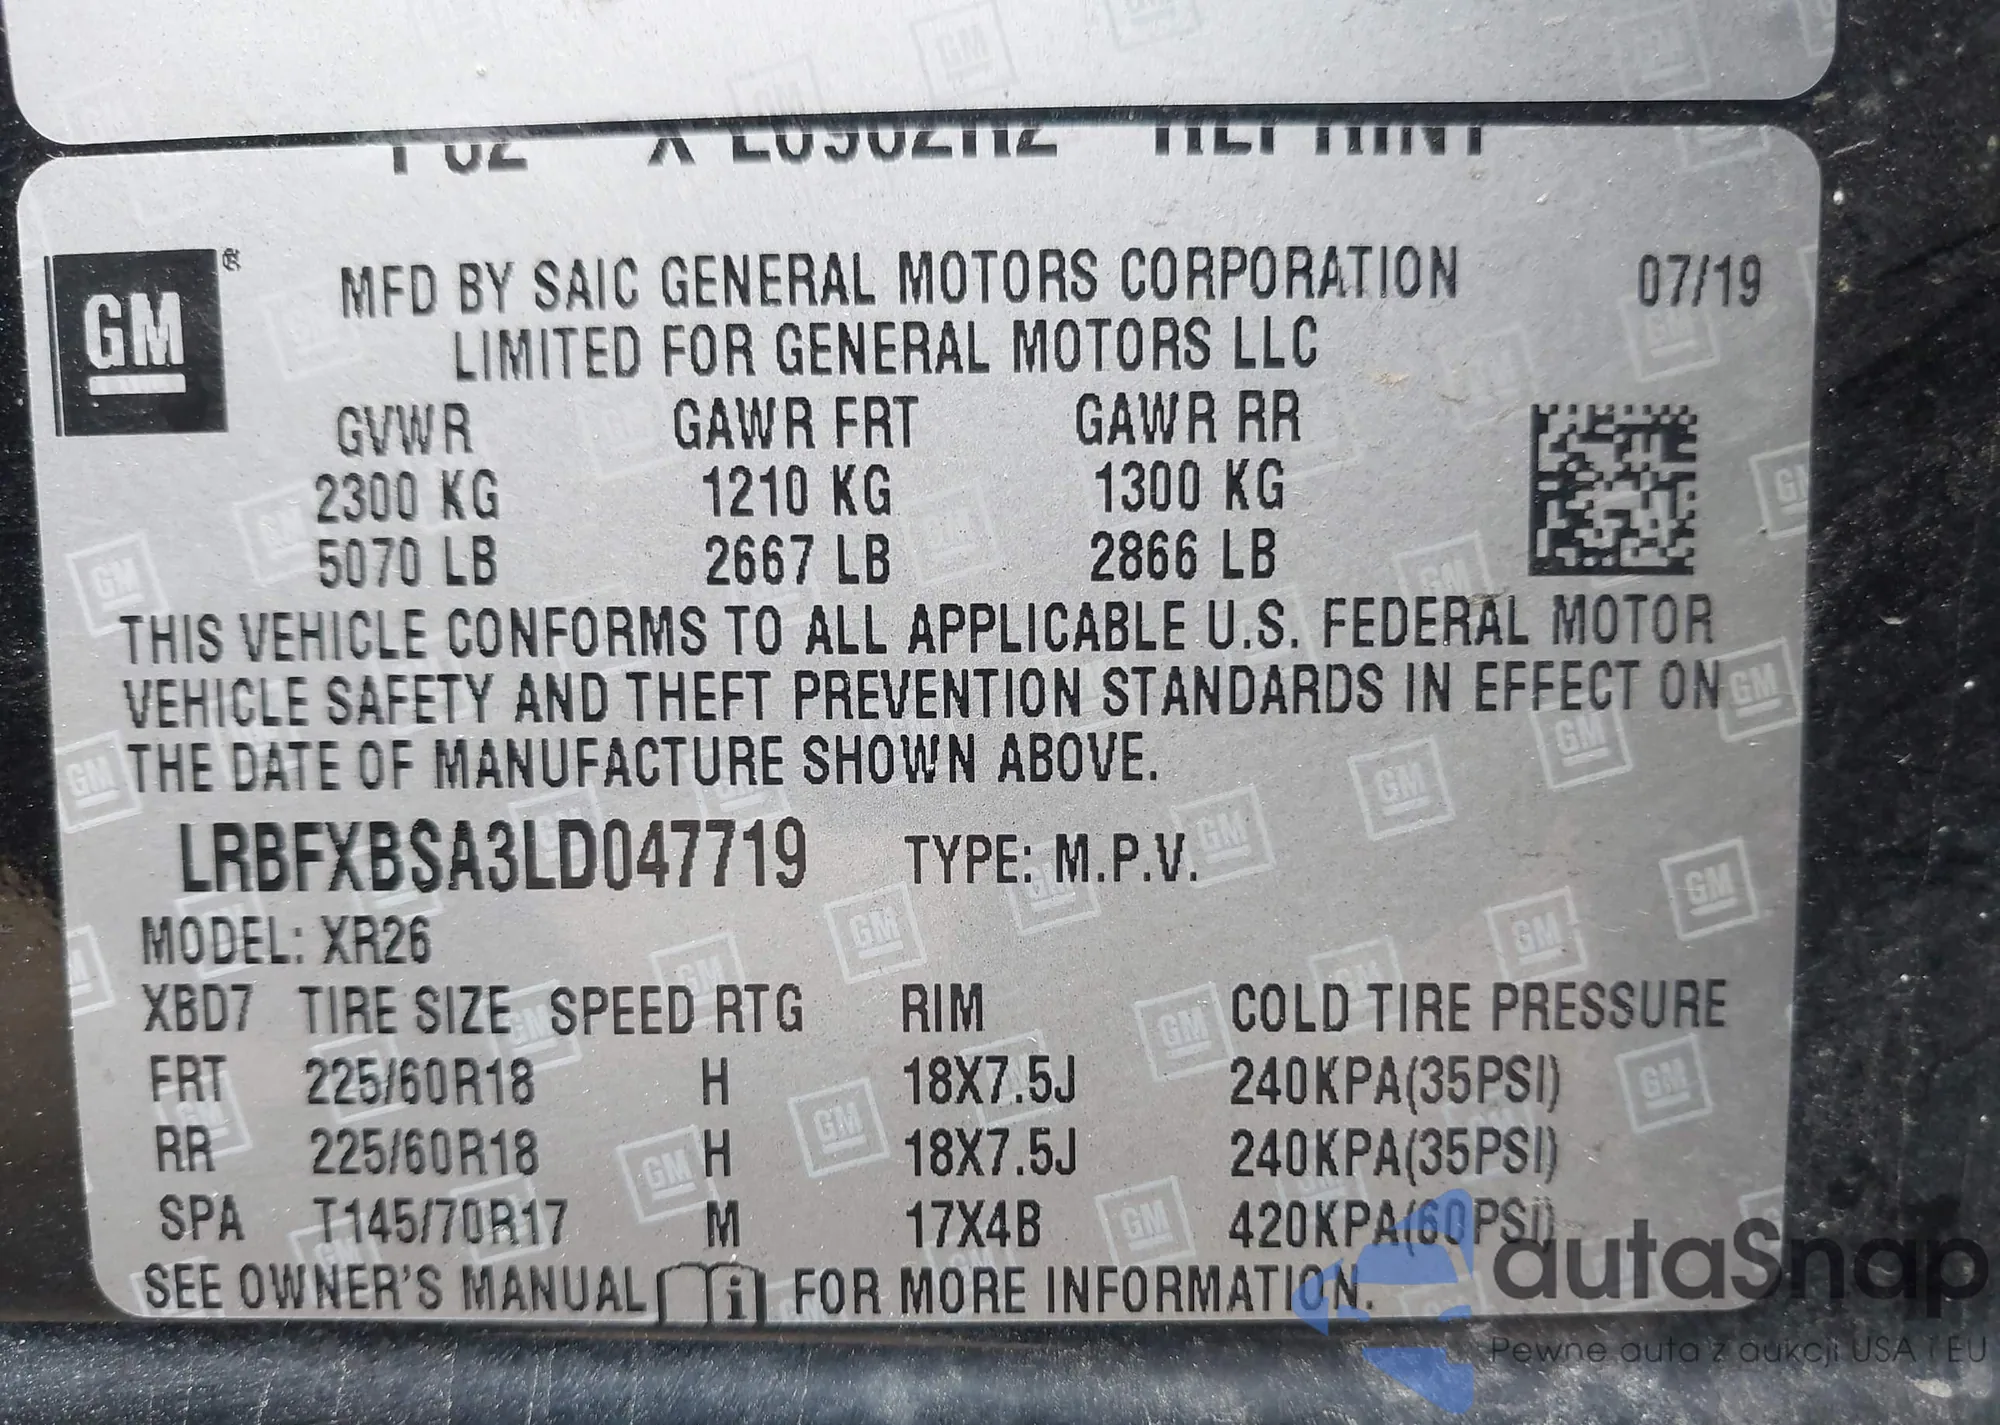 GM ®
MFD BY SAIC GENERAL MOTORS CORPORATION 07/19
LIMITED FOR GENERAL MOTORS LLC
GVWR GAWR FRT GAWR RR
2300 KG 1210 KG 1300 KG
5070 LB 2667 LB 2866 LB
THIS VEHICLE CONFORMS TO ALL APPLICABLE U.S. FEDERAL MOTOR
VEHICLE SAFETY AND THEFT PREVENTION STANDARDS IN EFFECT ON
THE DATE OF MANUFACTURE SHOWN ABOVE.
LRBFXBSA3LD047719 TYPE: M.P.V.
MODEL: XR26
XBD7 TIRE SIZE SPEED RTG RIM COLD TIRE PRESSURE
FRT 225/60R18 H 18X7.5J 240KPA(35PSI)
RR 225/60R18 H 18X7.5J 240KPA(35PSI)
SPA T145/70R17 M 17X4B 420KPA(60PSI)
SEE OWNER'S MANUAL i FOR MORE INFORMATION.
autaSnap
Pewne auta z aukcji USA i EU